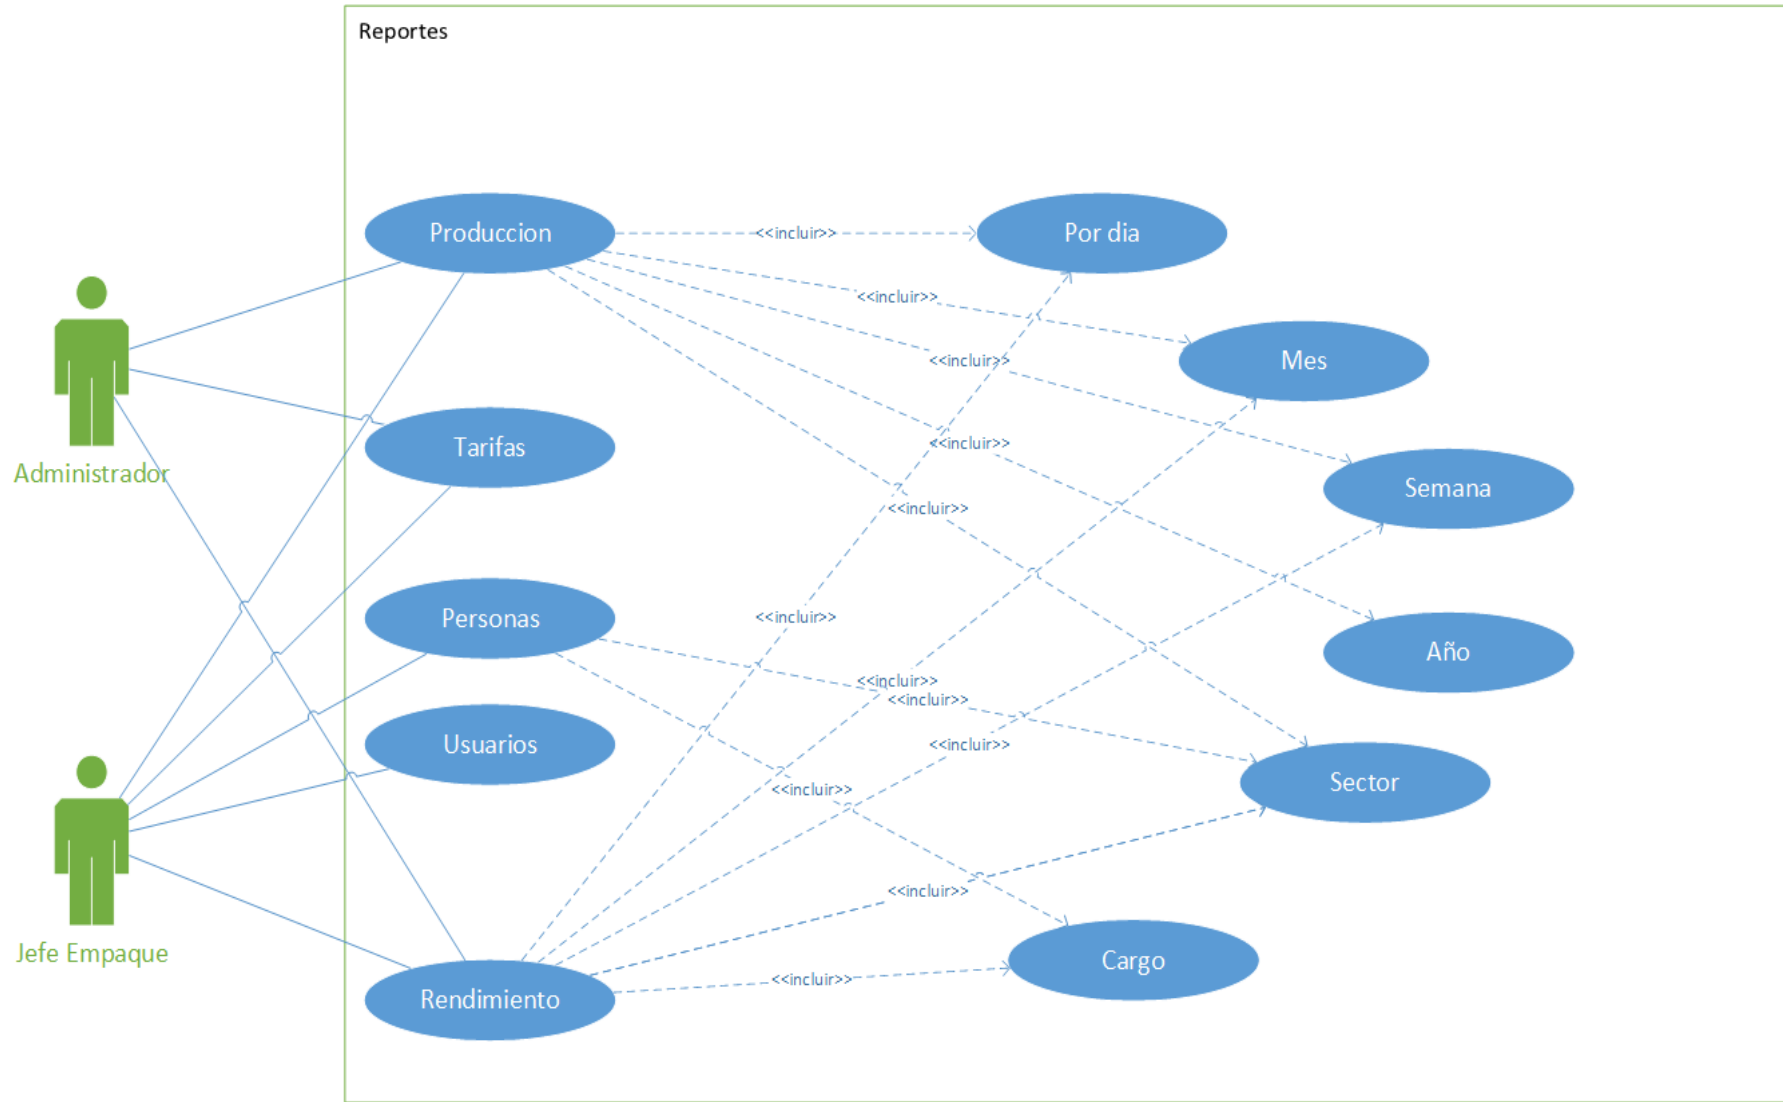 Reportes
Produccion
<<incluir>>
Por dia
<<incluir>>
Mes
<<incluir>>
Administrador
Tarifas
<<incluir>>
Semana
<<incluir>>
Personas
<<incluir>>
Año
<<incluir>>
<<incluir>>
Usuarios
<<incluir>>
Sector
<<incluir>>
<<incluir>>
Jefe Empaque
Cargo
<<incluir>>
Rendimiento